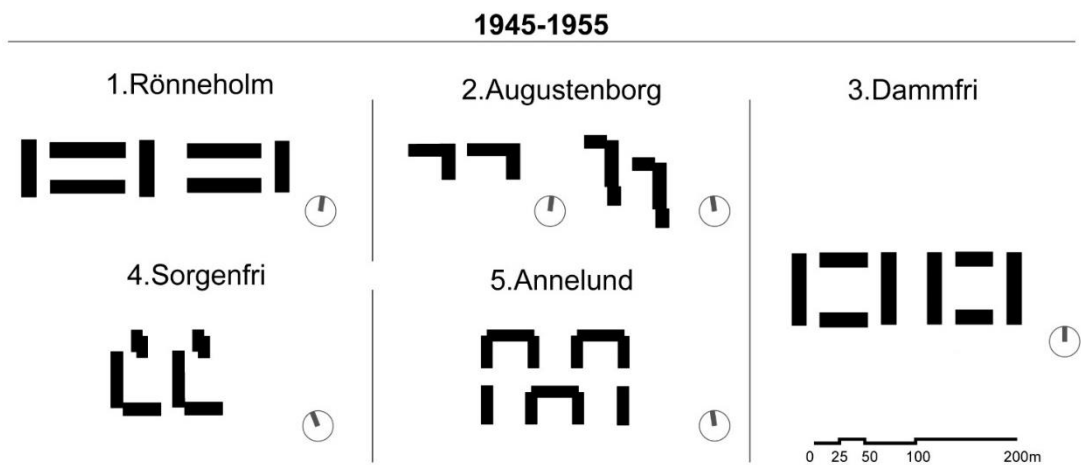 1945-1955
1.Rönneholm
2.Augustenborg
3.Dammfri
4.Sorgenfri
5.Annelund
0 25 50 100 200m